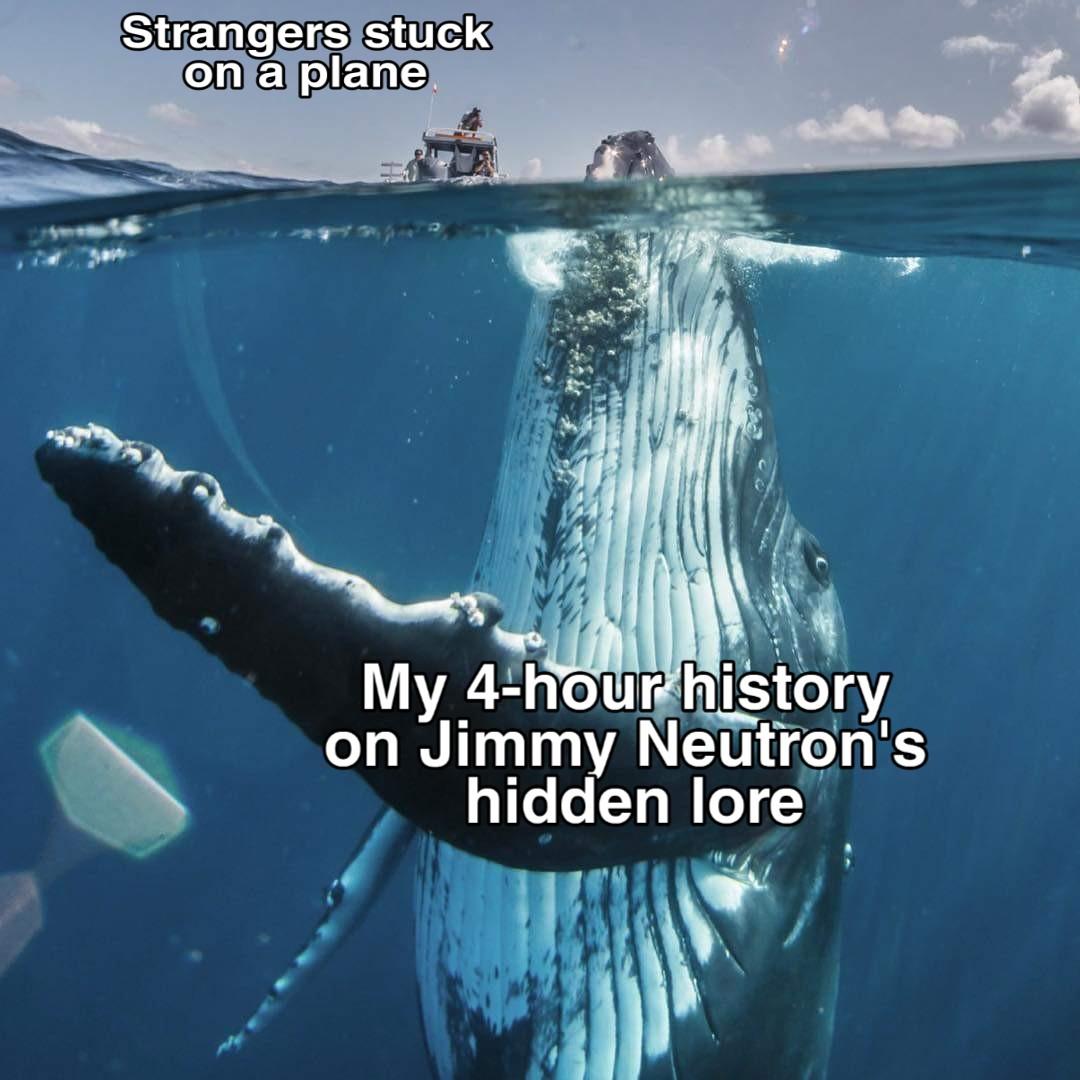 Strangers stuck
on a plane
My 4-hour history
on Jimmy Neutron's
hidden lore